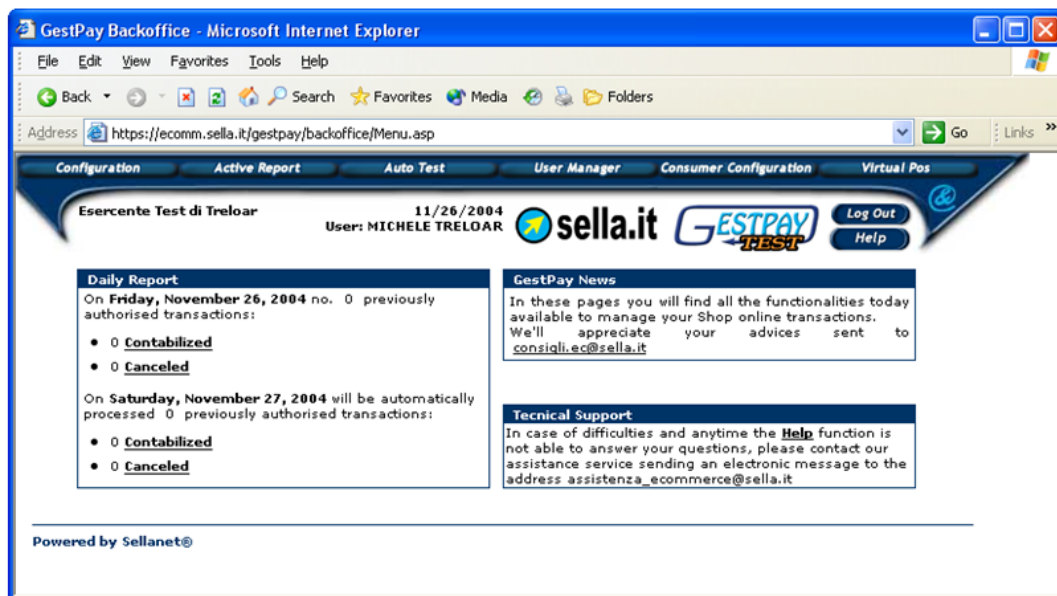 GestPay Backoffice - Microsoft Internet Explorer
File Edit View Favorites Tools Help
Back Search Favorites Media Folders
Address https://ecomm.sella.it/gestpay/backoffice/Menu.asp Go Links »
Configuration Active Report Auto Test User Manager Consumer Configuration Virtual Pos
&
Esercente Test di Treloar
11/26/2004
User: MICHELE TRELOAR
sella.it
GESTPAY
TEST
Log Out
Help
Daily Report
On Friday, November 26, 2004 no. 0 previously
authorised transactions:
• 0 Contabilized
• 0 Canceled
On Saturday, November 27, 2004 will be automatically
processed 0 previously authorised transactions:
• 0 Contabilized
• 0 Canceled
GestPay News
In these pages you will find all the functionalities today
available to manage your Shop online transactions.
We'll appreciate your advices sent to
consigli.ec@sella.it
Tecnical Support
In case of difficulties and anytime the Help function is
not able to answer your questions, please contact our
assistance service sending an electronic message to the
address assistenza_ecommerce@sella.it
Powered by Sellanet®